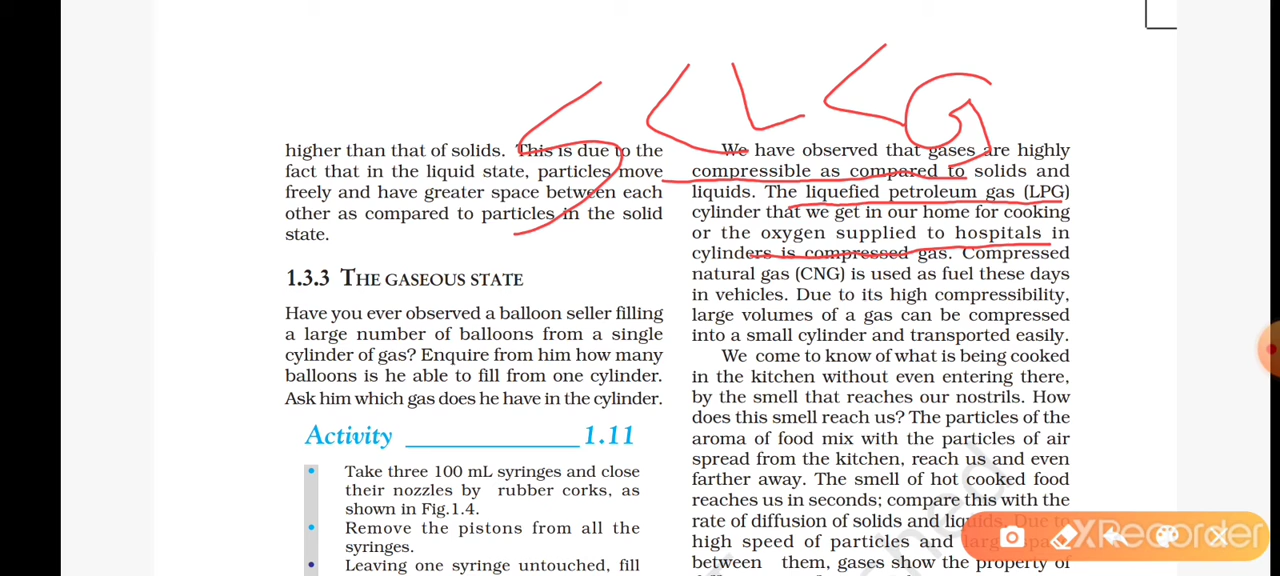 S < L < G
higher than that of solids. This is due to the
fact that in the liquid state, particles move
freely and have greater space between each
other as compared to particles in the solid
state.
1.3.3 THE GASEOUS STATE
Have you ever observed a balloon seller filling
a large number of balloons from a single
cylinder of gas? Enquire from him how many
balloons is he able to fill from one cylinder.
Ask him which gas does he have in the cylinder.
Activity ____________ 1.11
• Take three 100 mL syringes and close
their nozzles by rubber corks, as
shown in Fig.1.4.
• Remove the pistons from all the
syringes.
• Leaving one syringe untouched, fill
We have observed that gases are highly
compressible as compared to solids and
liquids. The liquefied petroleum gas (LPG)
cylinder that we get in our home for cooking
or the oxygen supplied to hospitals in
cylinders is compressed gas. Compressed
natural gas (CNG) is used as fuel these days
in vehicles. Due to its high compressibility,
large volumes of a gas can be compressed
into a small cylinder and transported easily.
We come to know of what is being cooked
in the kitchen without even entering there,
by the smell that reaches our nostrils. How
does this smell reach us? The particles of the
aroma of food mix with the particles of air
spread from the kitchen, reach us and even
farther away. The smell of hot cooked food
reaches us in seconds; compare this with the
rate of diffusion of solids and liquids. Due to
high speed of particles and large space
between them, gases show the property of
XRecorder